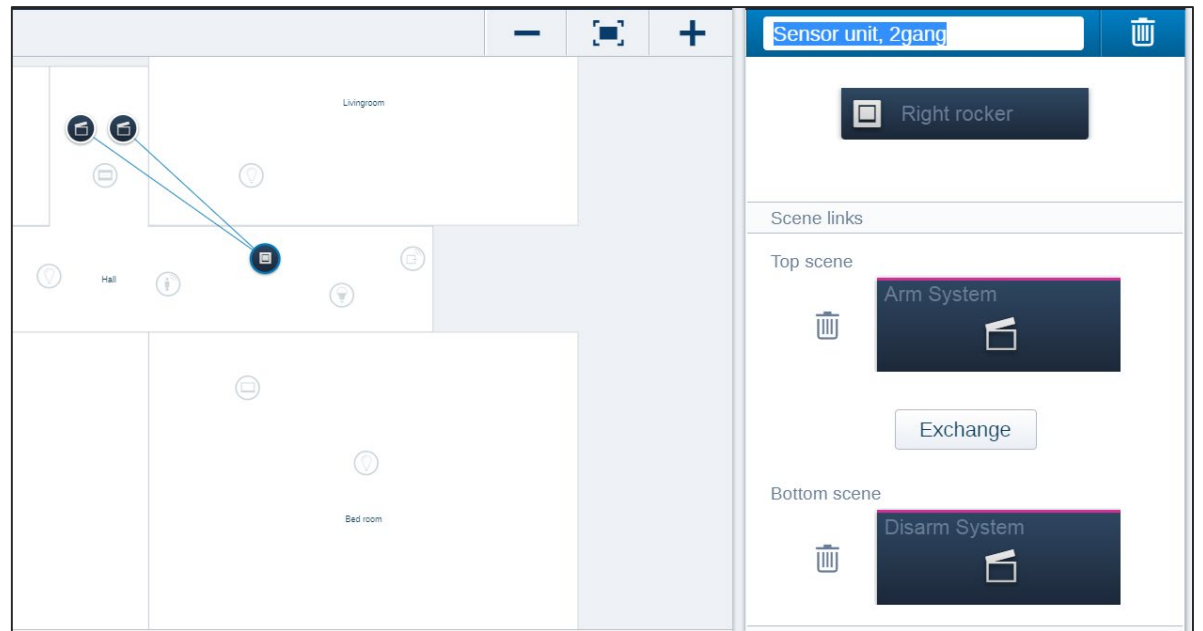 Livingroom
Hall
Bed room
Sensor unit, 2gang
Right rocker
Scene links
Top scene
Arm System
Exchange
Bottom scene
Disarm System